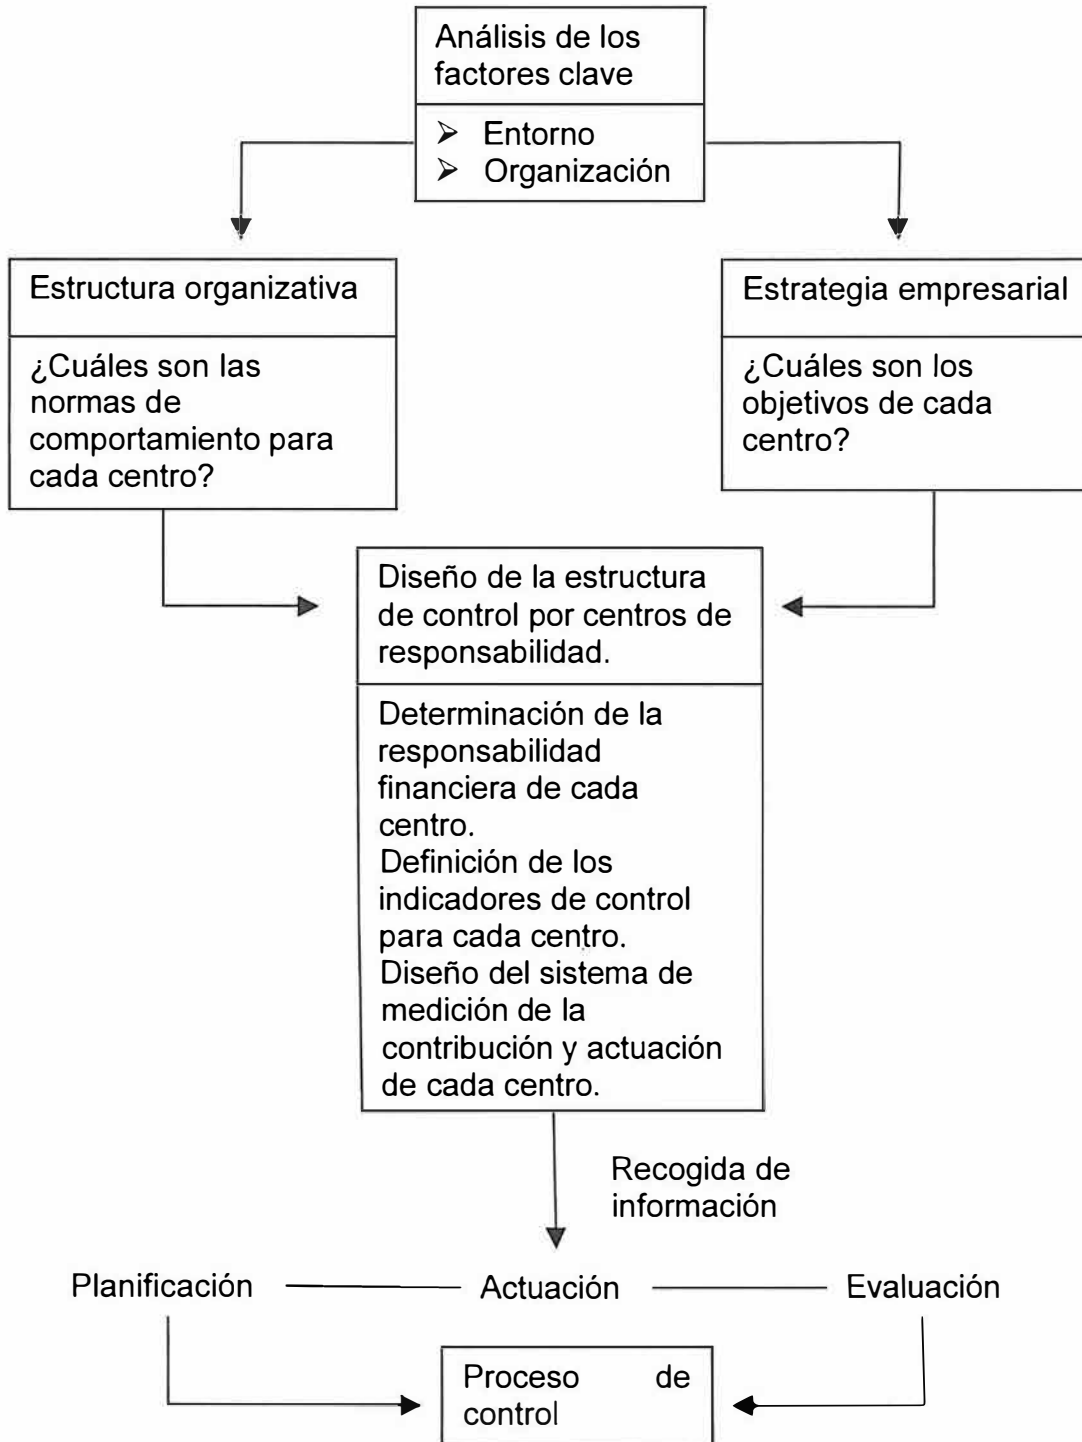 Análisis de los
factores clave
➢ Entorno
➢ Organización
Estructura organizativa
¿Cuáles son las
normas de
comportamiento para
cada centro?
Estrategia empresarial
¿Cuáles son los
objetivos de cada
centro?
Diseño de la estructura
de control por centros de
responsabilidad.
Determinación de la
responsabilidad
financiera de cada
centro.
Definición de los
indicadores de control
para cada centro.
Diseño del sistema de
medición de la
contribución y actuación
de cada centro.
Recogida de
información
Planificación Actuación Evaluación
Proceso de
control